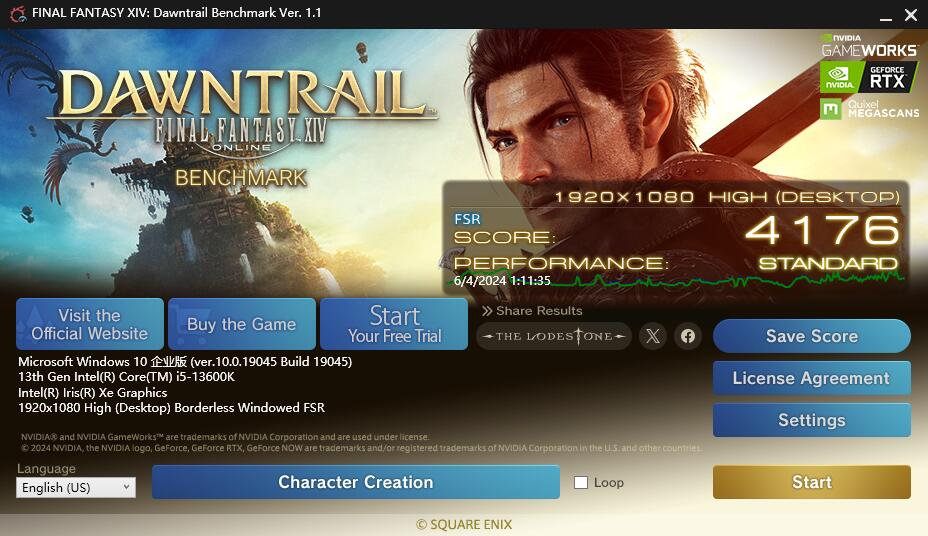 FINAL FANTASY XIV: Dawntrail Benchmark Ver. 1.1
DAWNTRAIL™
FINAL FANTASY XIV
ONLINE
BENCHMARK
NVIDIA
GAMEWORKS™
NVIDIA.
GEFORCE
RTX
Quixel
MEGASCANS
1920×1080 HIGH (DESKTOP)
FSR
SCORE: 4176
PERFORMANCE: STANDARD
6/4/2024 1:11:35
Visit the
Official Website
Buy the Game
Start
Your Free Trial
Share Results
THE LODESTONE
Save Score
License Agreement
Settings
Microsoft Windows 10 企业版 (ver.10.0.19045 Build 19045)
13th Gen Intel(R) Core(TM) i5-13600K
Intel(R) Iris(R) Xe Graphics
1920x1080 High (Desktop) Borderless Windowed FSR
NVIDIA® and NVIDIA GameWorks™ are trademarks of NVIDIA Corporation and are used under license.
© 2024 NVIDIA, the NVIDIA logo, GeForce, GeForce RTX, GeForce NOW are trademarks and/or registered trademarks of NVIDIA Corporation in the U.S. and other countries.
Language
English (US)
Character Creation
Loop
Start
© SQUARE ENIX